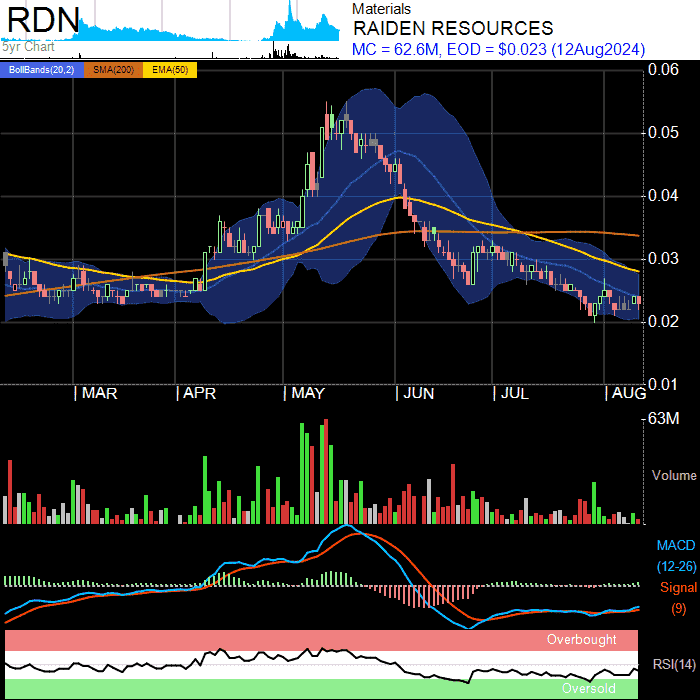 RDN
5yr Chart
Materials
RAIDEN RESOURCES
MC = 62.6M, EOD = $0.023 (12Aug2024)
BollBands(20,2) SMA(200) EMA(50)
0.06
0.05
0.04
0.03
0.02
0.01
MAR APR MAY JUN JUL AUG
63M
Volume
MACD
(12-26)
Signal
(9)
Overbought
RSI(14)
Oversold